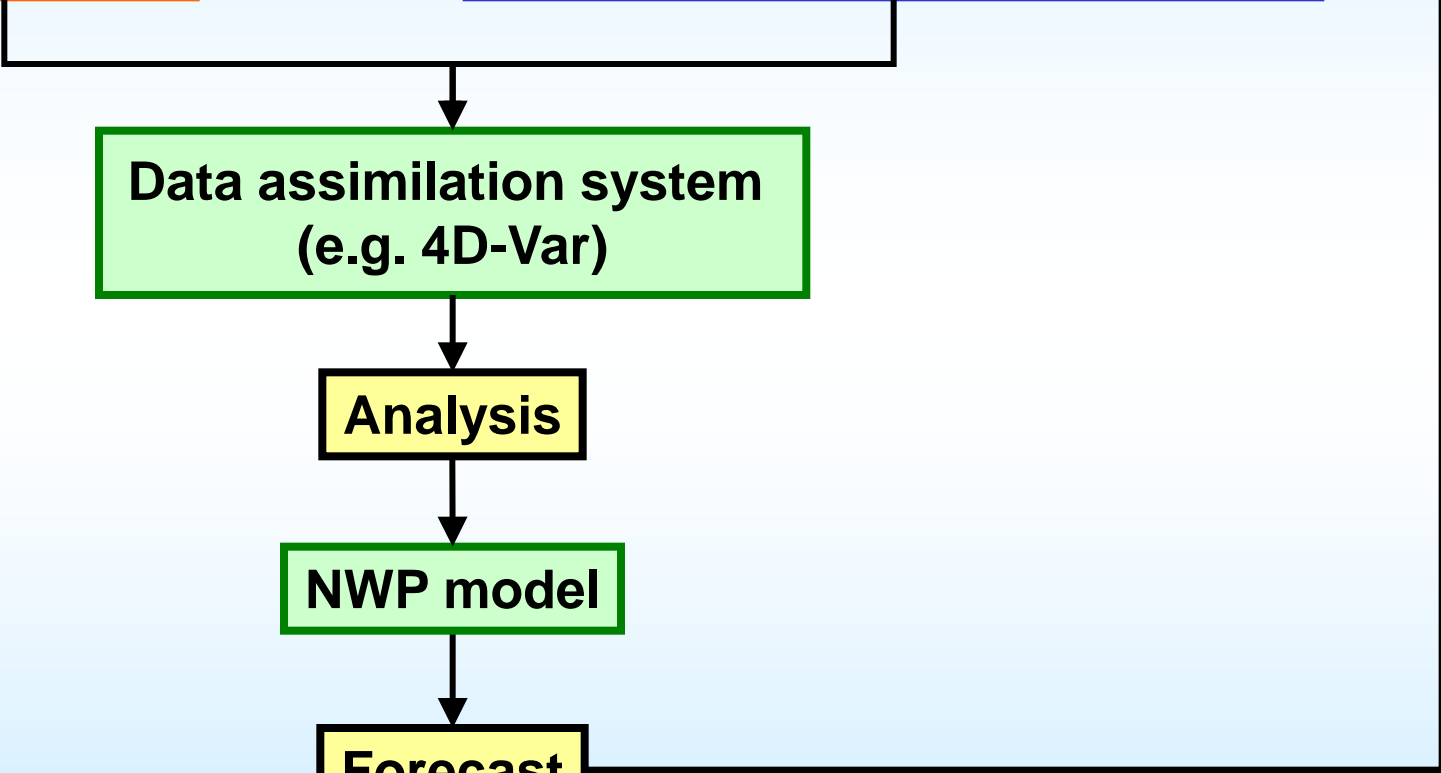 Data assimilation system
(e.g. 4D-Var)
Analysis
NWP model
Forecast